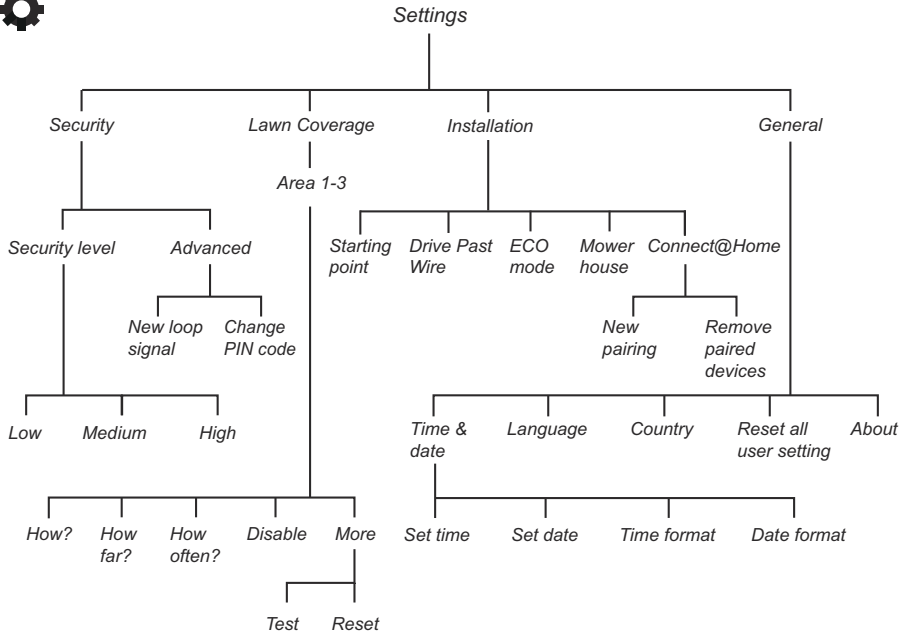 Settings
Security
Lawn Coverage
Installation
General
Area 1-3
Security level
Advanced
Starting
point
Drive Past
Wire
ECO
mode
Mower
house
Connect@Home
New loop
signal
Change
PIN code
New
pairing
Remove
paired
devices
Low
Medium
High
Time &
date
Language
Country
Reset all
user setting
About
How?
How
far?
How
often?
Disable
More
Set time
Set date
Time format
Date format
Test
Reset